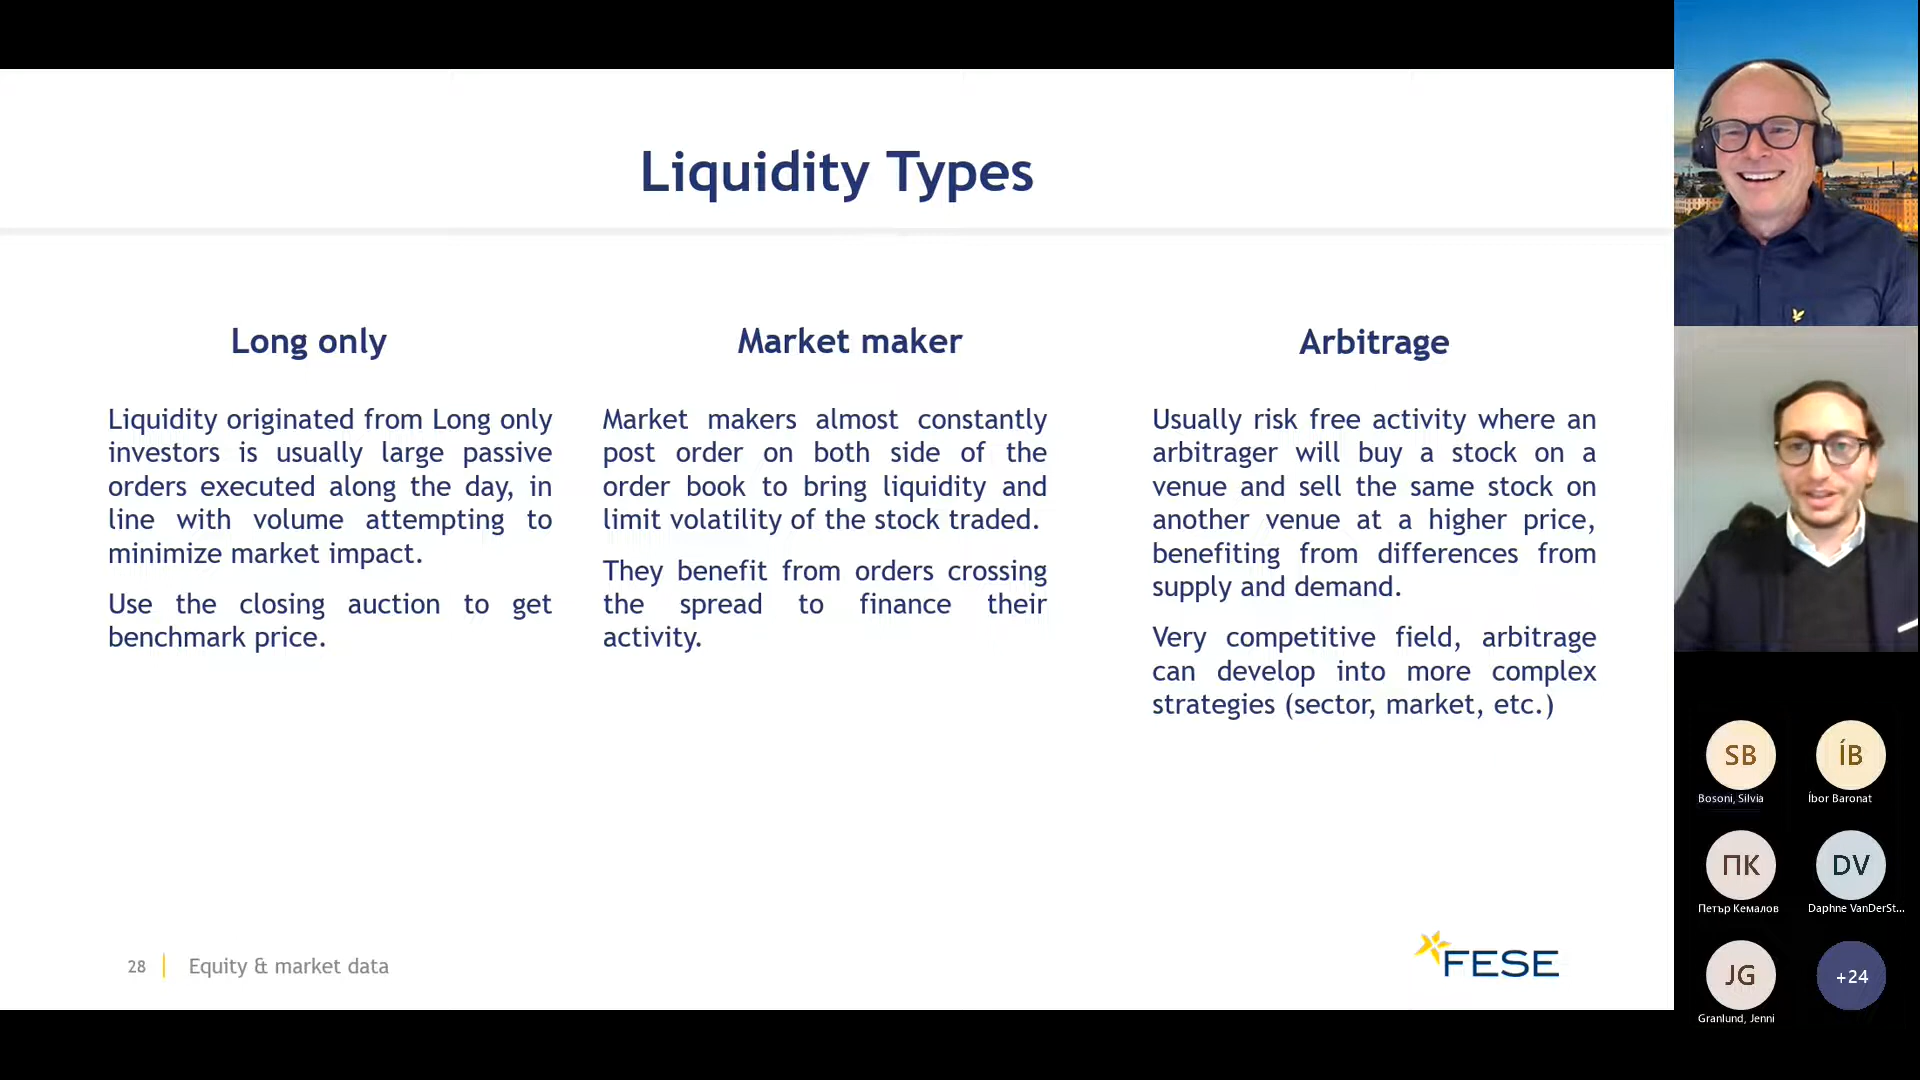 Liquidity Types
Long only
Liquidity originated from Long only
investors is usually large passive
orders executed along the day, in
line with volume attempting to
minimize market impact.
Use the closing auction to get
benchmark price.
Market maker
Market makers almost constantly
post order on both side of the
order book to bring liquidity and
limit volatility of the stock traded.
They benefit from orders crossing
the spread to finance their
activity.
Arbitrage
Usually risk free activity where an
arbitrager will buy a stock on a
venue and sell the same stock on
another venue at a higher price,
benefiting from differences from
supply and demand.
Very competitive field, arbitrage
can develop into more complex
strategies (sector, market, etc.)
28
Equity & market data
FESE
SB
Bosoni, Silvia
ÍB
Íbor Baronat
ПК
Петър Кемалов
DV
Daphne VanDerSt...
JG
Granlund, Jenni
+24